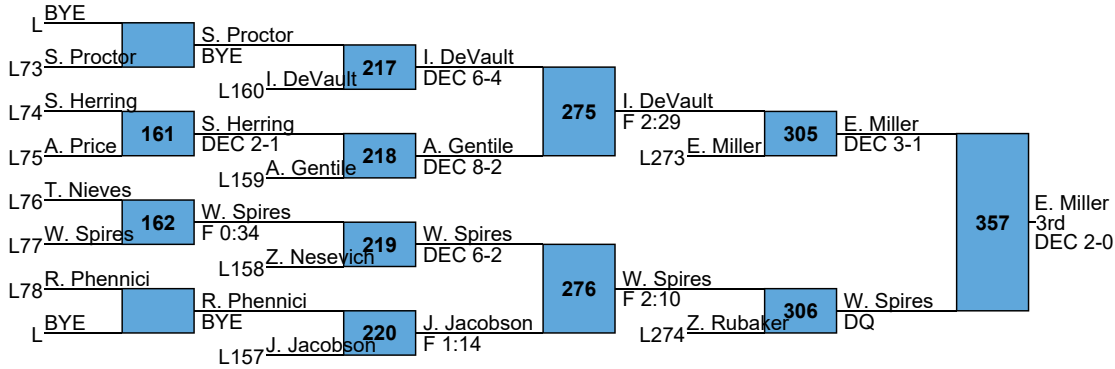 L BYE
L73 S. Proctor
S. Proctor
BYE
L160 I. DeVault
217
I. DeVault
DEC 6-4
L74 S. Herring
161
L75 A. Price
S. Herring
DEC 2-1
L159 A. Gentile
218
A. Gentile
DEC 8-2
275
I. DeVault
F 2:29
L273 E. Miller
305
E. Miller
DEC 3-1
L76 T. Nieves
162
L77 W. Spires
W. Spires
F 0:34
L158 Z. Nesevich
219
W. Spires
DEC 6-2
L78 R. Phennici
L BYE
R. Phennici
BYE
L157 J. Jacobson
220
J. Jacobson
F 1:14
276
W. Spires
F 2:10
L274 Z. Rubaker
306
W. Spires
DQ
357
E. Miller
3rd
DEC 2-0